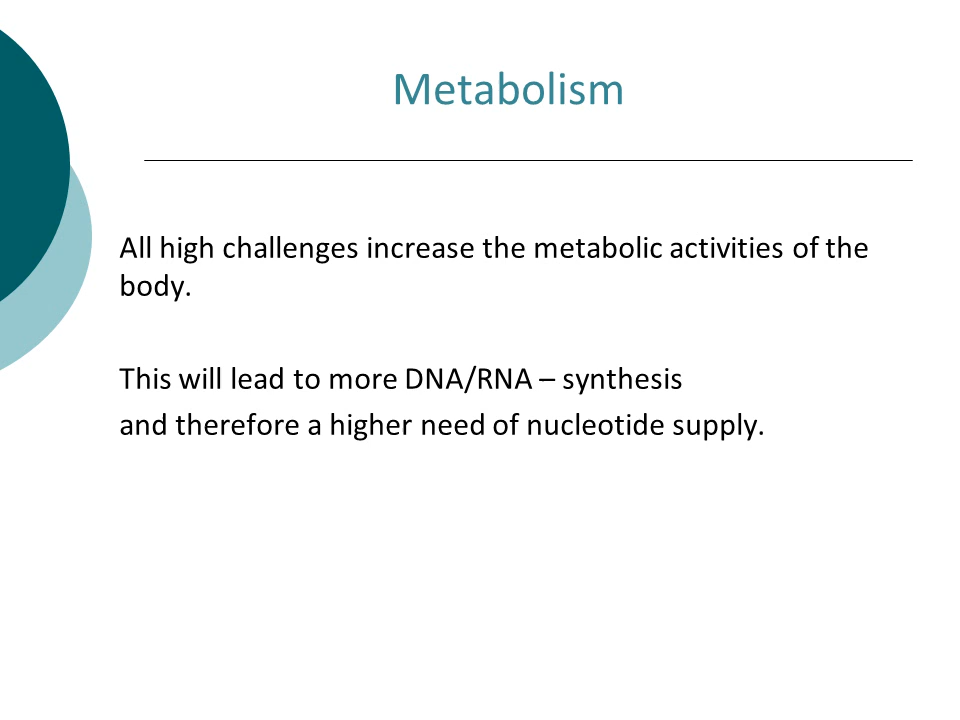 Metabolism
All high challenges increase the metabolic activities of the
body.
This will lead to more DNA/RNA – synthesis
and therefore a higher need of nucleotide supply.